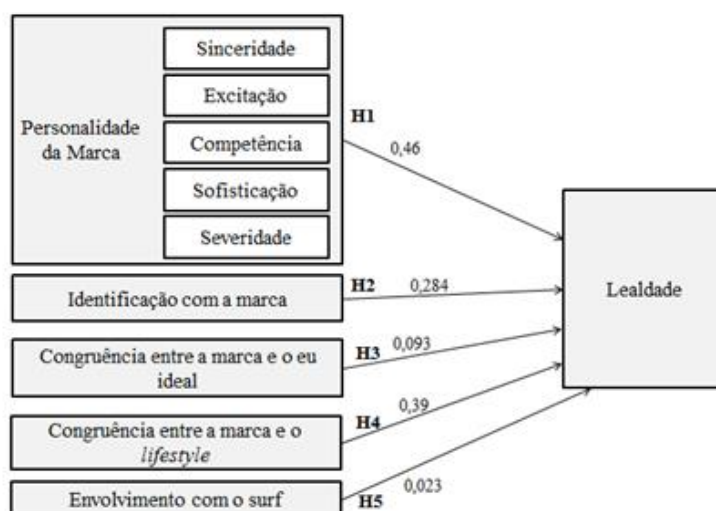 Sinceridade
Excitação
Personalidade
da Marca
Competência
Sofisticação
Severidade
H1
0,46
Identificação com a marca
H2
0,284
Lealdade
Congruência entre a marca e o eu
ideal
H3
0,093
Congruência entre a marca e o
lifestyle
H4
0,39
Envolvimento com o surf
H5
0,023